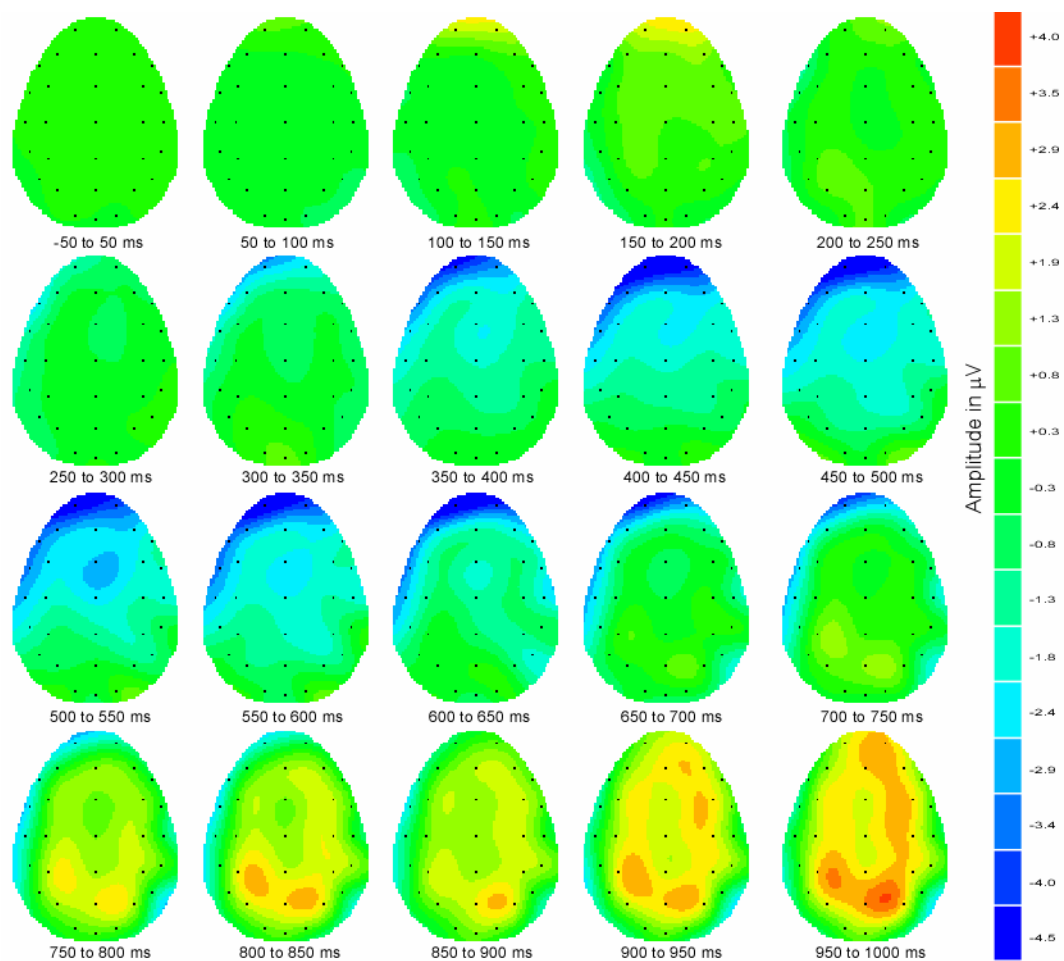 -50 to 50 ms
50 to 100 ms
100 to 150 ms
150 to 200 ms
200 to 250 ms
250 to 300 ms
300 to 350 ms
350 to 400 ms
400 to 450 ms
450 to 500 ms
500 to 550 ms
550 to 600 ms
600 to 650 ms
650 to 700 ms
700 to 750 ms
750 to 800 ms
800 to 850 ms
850 to 900 ms
900 to 950 ms
950 to 1000 ms
Amplitude in µV
+4.0
+3.5
+2.9
+2.4
+1.9
+1.3
+0.8
+0.3
-0.3
-0.8
-1.3
-1.8
-2.4
-2.9
-3.4
-4.0
-4.5